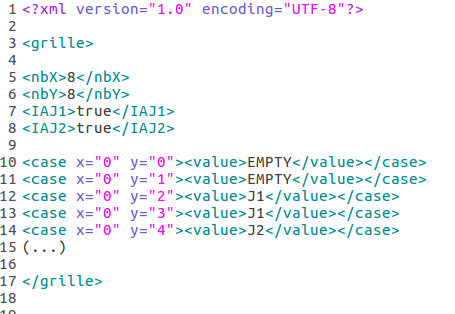 1 <?xml version="1.0" encoding="UTF-8"?>
2
3 <grille>
4
5 <nbX>8</nbX>
6 <nbY>8</nbY>
7 <IAJ1>true</IAJ1>
8 <IAJ2>true</IAJ2>
9
10 <case x="0" y="0"><value>EMPTY</value></case>
11 <case x="0" y="1"><value>EMPTY</value></case>
12 <case x="0" y="2"><value>J1</value></case>
13 <case x="0" y="3"><value>J1</value></case>
14 <case x="0" y="4"><value>J2</value></case>
15 (...)
16
17 </grille>
18